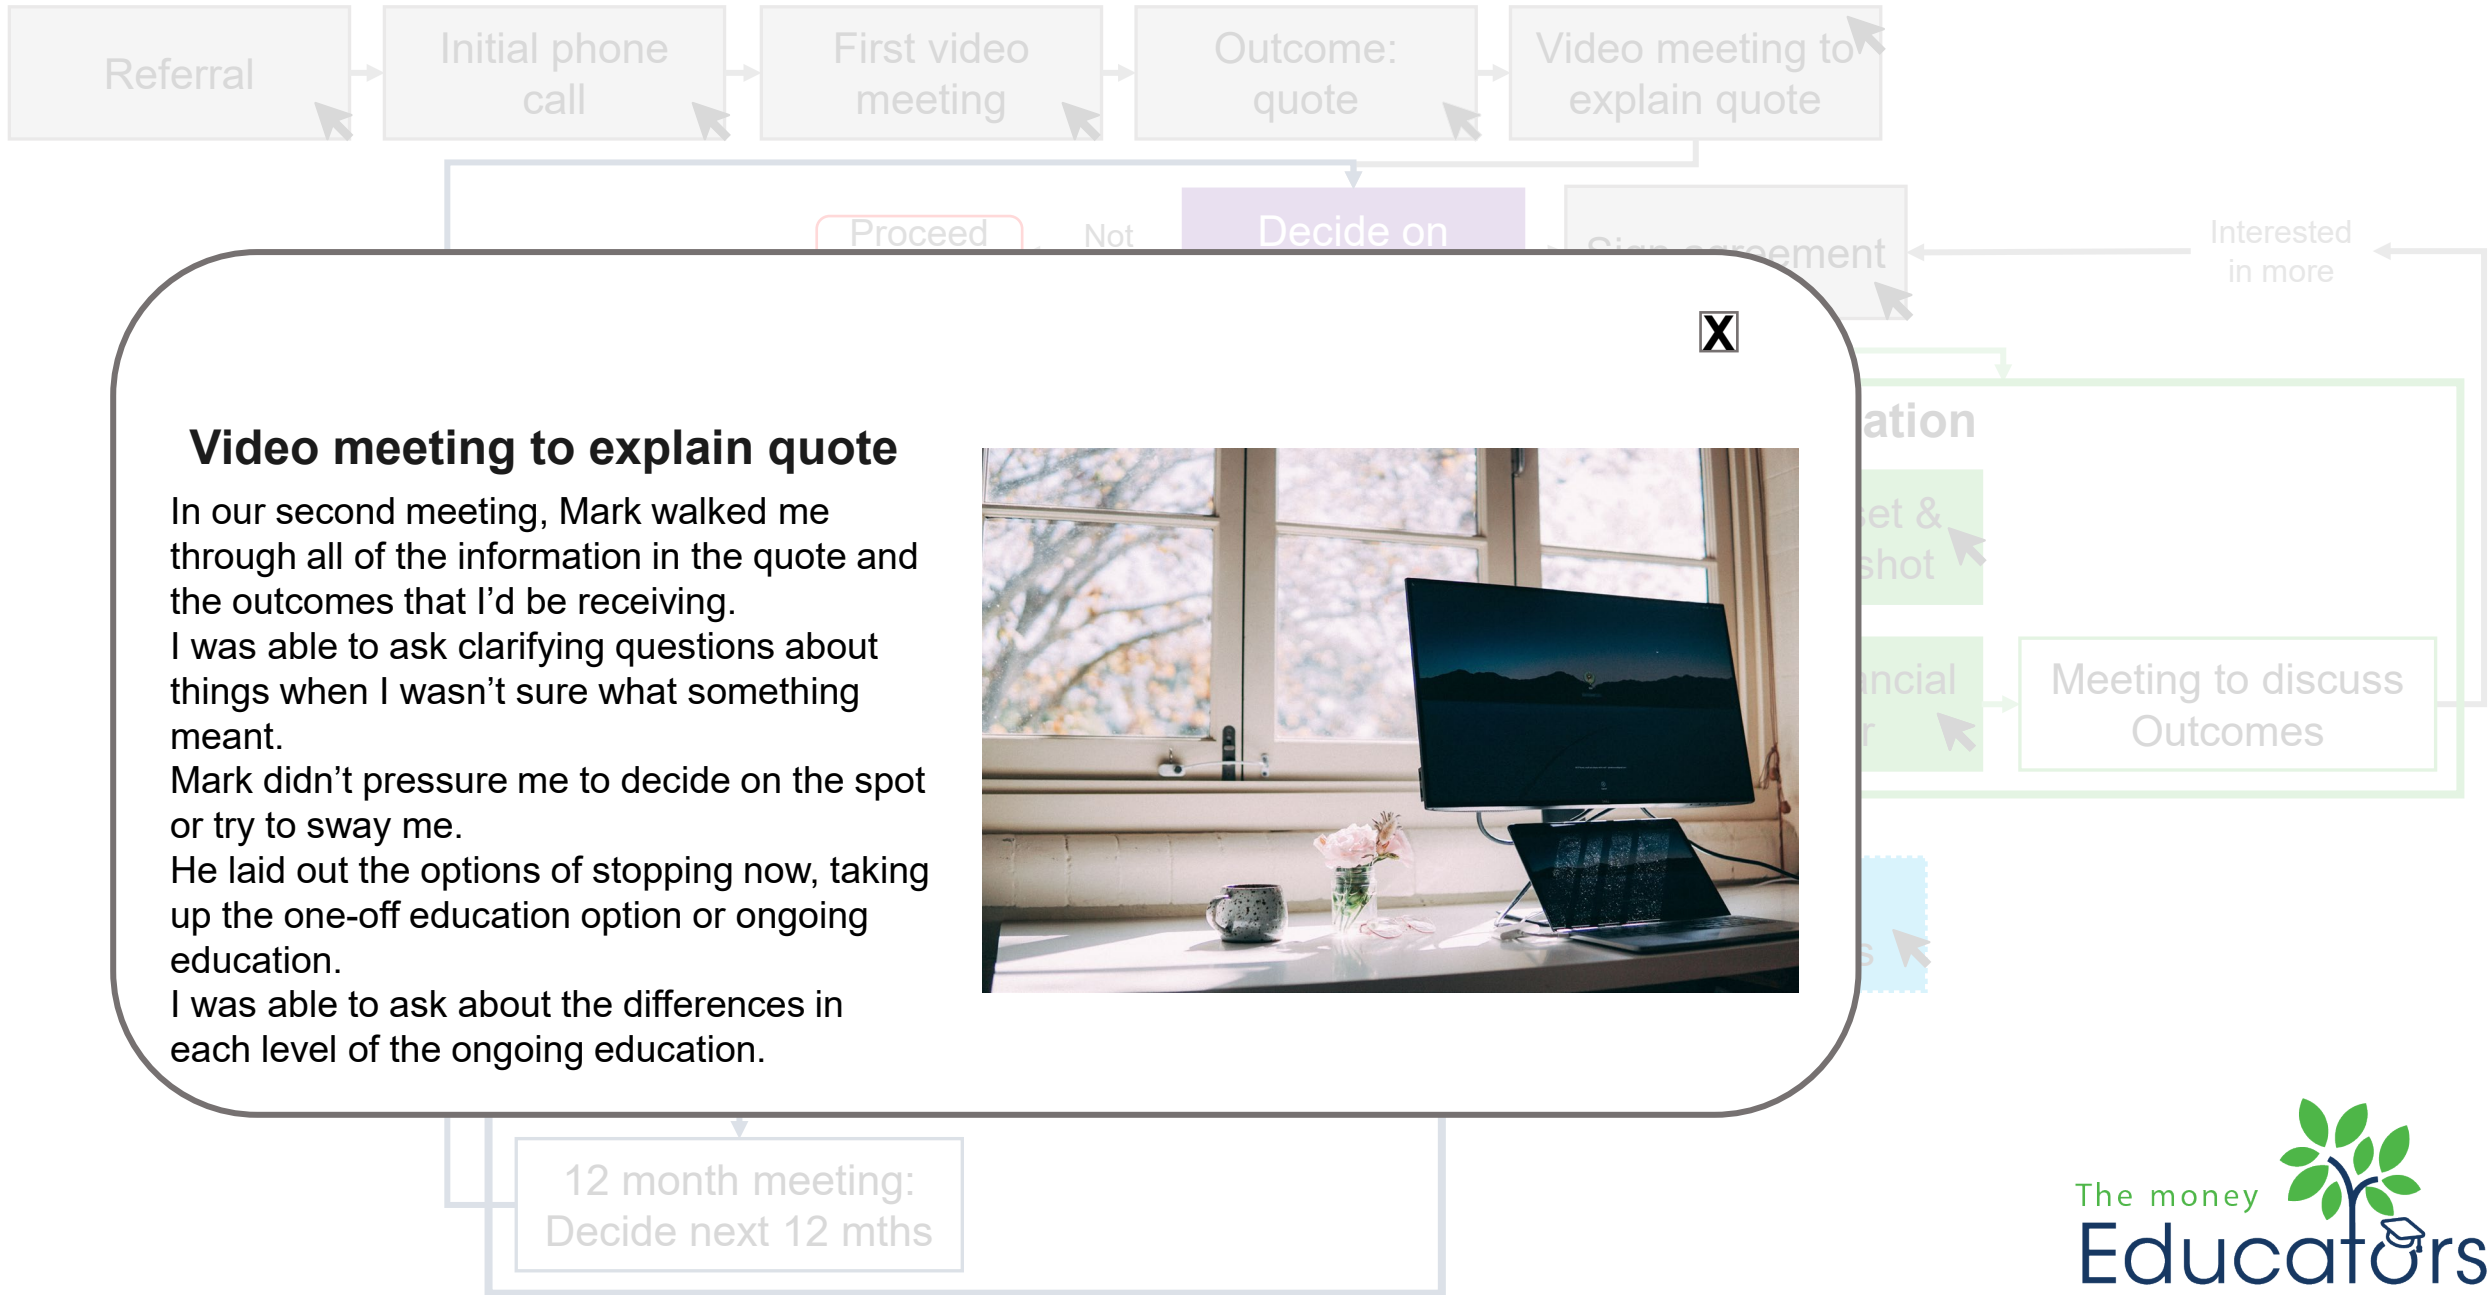 Referral
Initial phone
call
First video
meeting
Outcome:
quote
Video meeting to
explain quote
Proceed
Not
Decide on
Sign agreement
Interested
in more
X
ation
Video meeting to explain quote
In our second meeting, Mark walked me
through all of the information in the quote and
the outcomes that I’d be receiving.
I was able to ask clarifying questions about
things when I wasn’t sure what something
meant.
Mark didn’t pressure me to decide on the spot
or try to sway me.
He laid out the options of stopping now, taking
up the one-off education option or ongoing
education.
I was able to ask about the differences in
each level of the ongoing education.
set &
shot
ancial
r
Meeting to discuss
Outcomes
s
12 month meeting:
Decide next 12 mths
The money
Educators